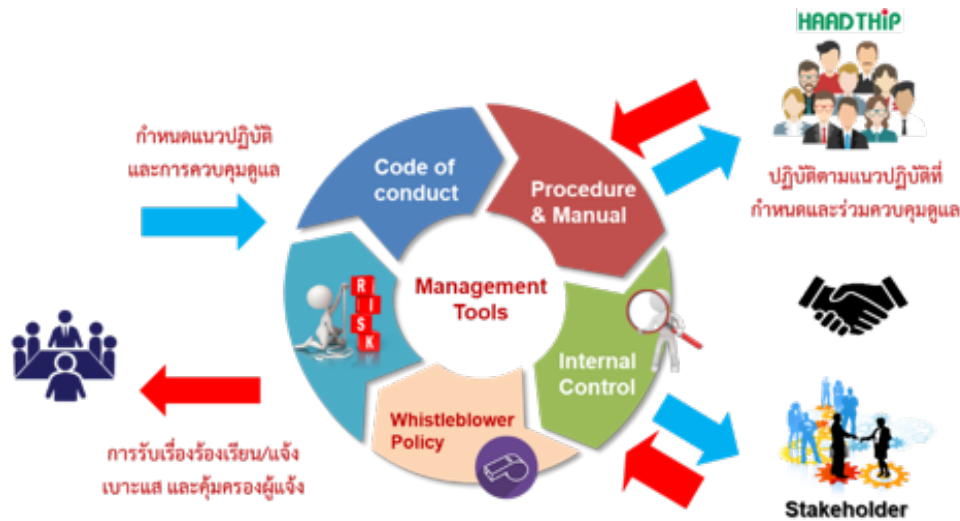 HAADTHIP
กำหนดแนวปฏิบัติ
และการควบคุมดูแล
Code of
conduct
Procedure
& Manual
ปฏิบัติตามแนวปฏิบัติที่
กำหนดและร่วมควบคุมดูแล
Management
Tools
R
I
S
K
Internal
Control
Whistleblower
Policy
การรับเรื่องร้องเรียน/แจ้ง
เบาะแส และคุ้มครองผู้แจ้ง
Stakeholder